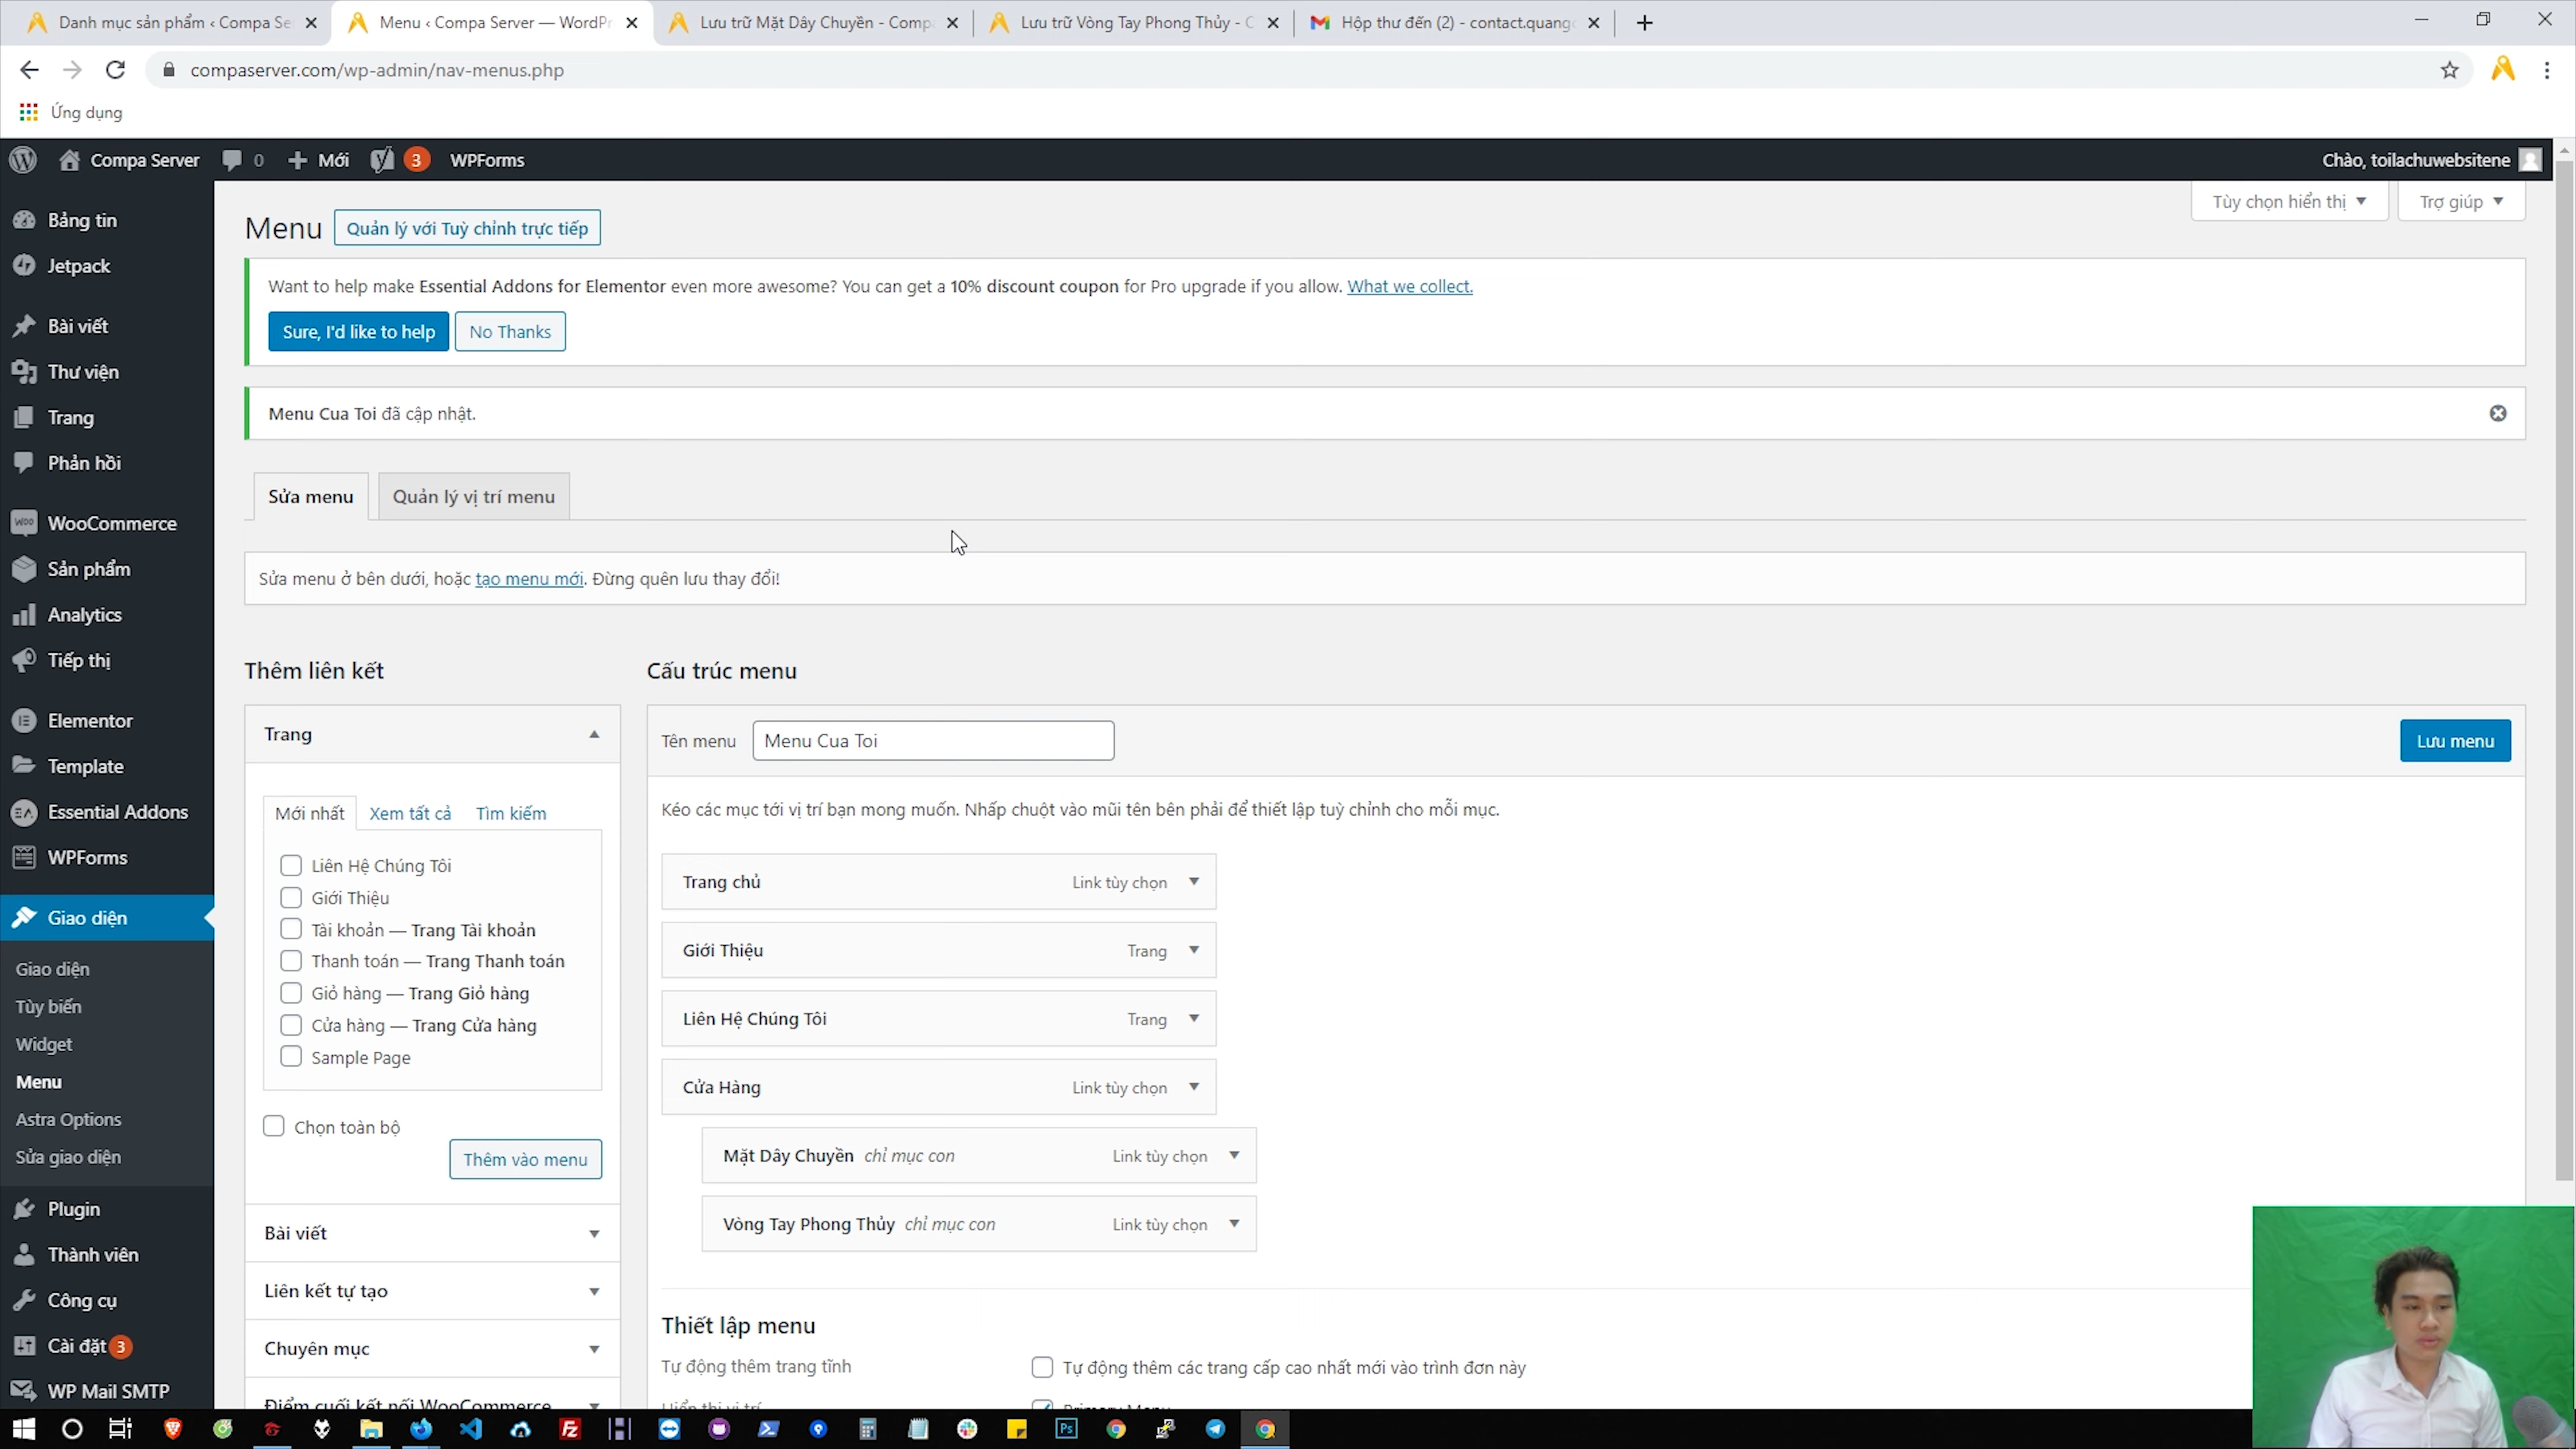 Danh mục sản phẩm ‹ Compa Se
Menu ‹ Compa Server — WordPr
Lưu trữ Mặt Dây Chuyền - Comp
Lưu trữ Vòng Tay Phong Thủy - C
Hộp thư đến (2) - contact.quang
compaserver.com/wp-admin/nav-menus.php
Ứng dụng
Compa Server
0
Mới
3
WPForms
Chào, toilachuwebsitene
Bảng tin
Jetpack
Bài viết
Thư viện
Trang
Phản hồi
WooCommerce
Sản phẩm
Analytics
Tiếp thị
Elementor
Template
Essential Addons
WPForms
Giao diện
Giao diện
Tùy biến
Widget
Menu
Astra Options
Sửa giao diện
Plugin
Thành viên
Công cụ
Cài đặt 3
WP Mail SMTP
Tùy chọn hiển thị
Trợ giúp
Menu
Quản lý với Tuỳ chỉnh trực tiếp
Want to help make Essential Addons for Elementor even more awesome? You can get a 10% discount coupon for Pro upgrade if you allow. What we collect.
Sure, I'd like to help
No Thanks
Menu Cua Toi đã cập nhật.
Sửa menu
Quản lý vị trí menu
Sửa menu ở bên dưới, hoặc tạo menu mới. Đừng quên lưu thay đổi!
Thêm liên kết
Trang
Mới nhất
Xem tất cả
Tìm kiếm
Liên Hệ Chúng Tôi
Giới Thiệu
Tài khoản — Trang Tài khoản
Thanh toán — Trang Thanh toán
Giỏ hàng — Trang Giỏ hàng
Cửa hàng — Trang Cửa hàng
Sample Page
Chọn toàn bộ
Thêm vào menu
Bài viết
Liên kết tự tạo
Chuyên mục
Điểm cuối kết nối WooCommerce
Cấu trúc menu
Tên menu
Menu Cua Toi
Lưu menu
Kéo các mục tới vị trí bạn mong muốn. Nhấp chuột vào mũi tên bên phải để thiết lập tuỳ chỉnh cho mỗi mục.
Trang chủ
Link tùy chọn
Giới Thiệu
Trang
Liên Hệ Chúng Tôi
Trang
Cửa Hàng
Link tùy chọn
Mặt Dây Chuyền chỉ mục con
Link tùy chọn
Vòng Tay Phong Thủy chỉ mục con
Link tùy chọn
Thiết lập menu
Tự động thêm trang tĩnh
Tự động thêm các trang cấp cao nhất mới vào trình đơn này
Hiển thị vị trí
Primary Menu